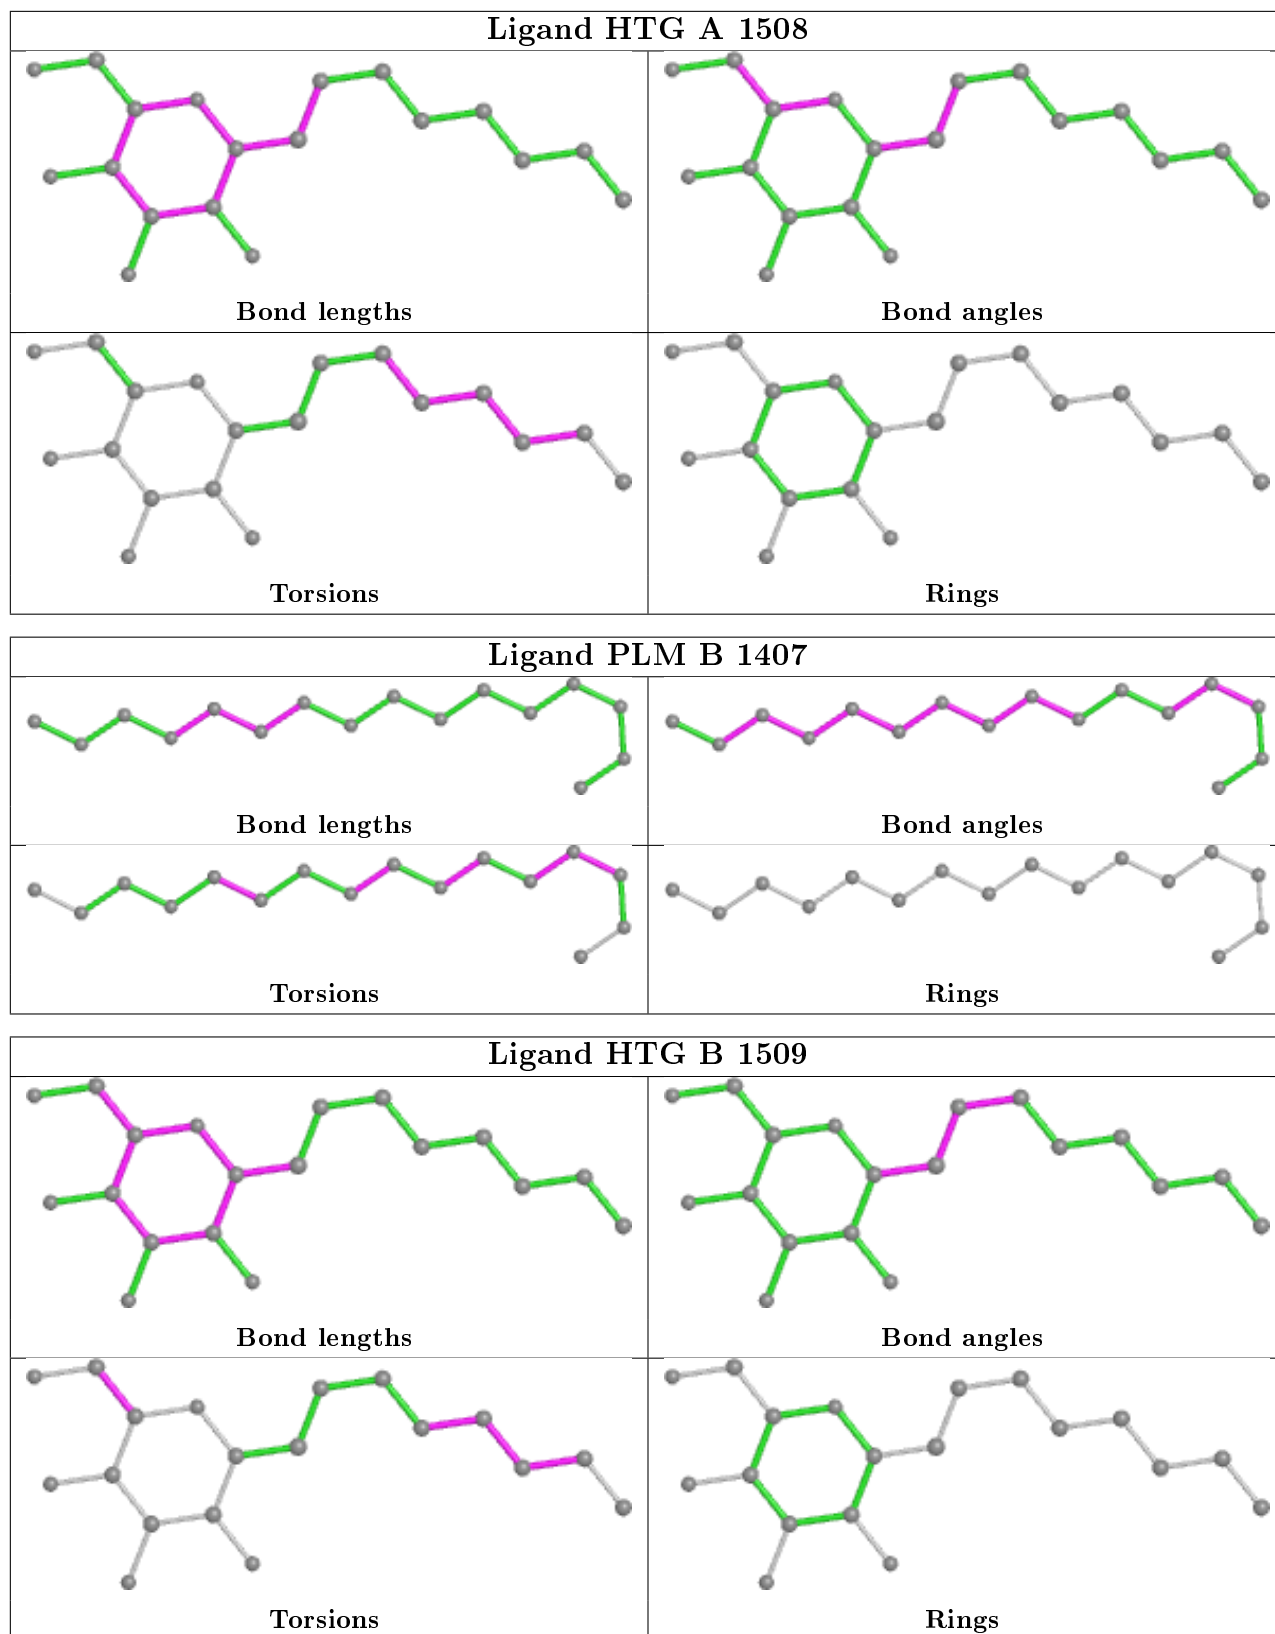 Ligand HTG A 1508
Bond lengths
Bond angles
Torsions
Rings
Ligand PLM B 1407
Bond lengths
Bond angles
Torsions
Rings
Ligand HTG B 1509
Bond lengths
Bond angles
Torsions
Rings